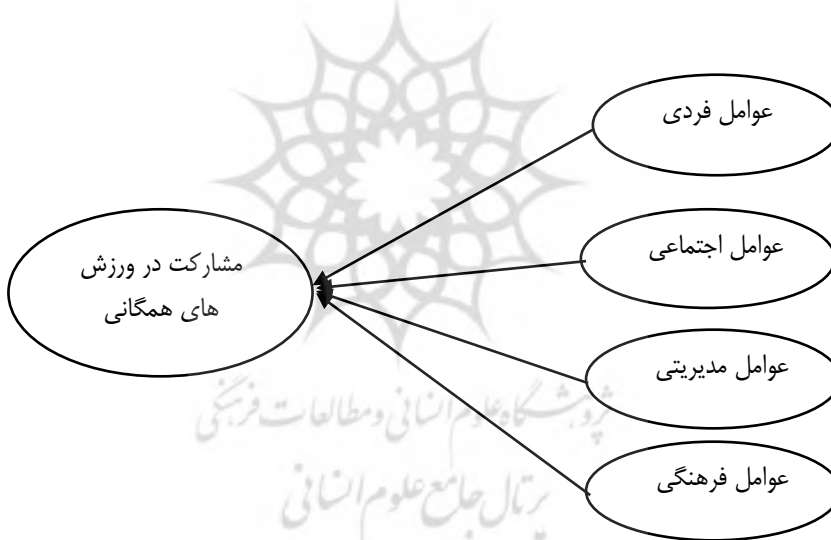 عوامل فردی
عوامل اجتماعی
مشارکت در ورزش
های همگانی
عوامل مدیریتی
پژوهشگاه علوم انسانی و مطالعات فرهنگی
عوامل فرهنگی
پرتال جامع علوم انسانی